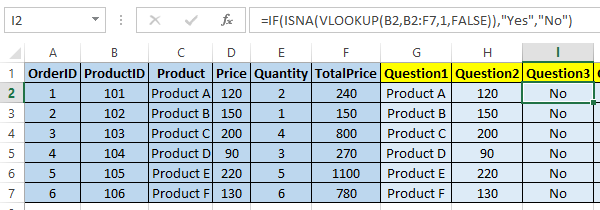 I2 =IF(ISNA(VLOOKUP(B2,B2:F7,1,FALSE)),"Yes","No")
A B C D E F G H I
1 OrderID ProductID Product Price Quantity TotalPrice Question1 Question2 Question3
2 1 101 Product A 120 2 240 Product A 120 No
3 2 102 Product B 150 1 150 Product B 150 No
4 3 103 Product C 200 4 800 Product C 200 No
5 4 104 Product D 90 3 270 Product D 90 No
6 5 105 Product E 220 5 1100 Product E 220 No
7 6 106 Product F 130 6 780 Product F 130 No